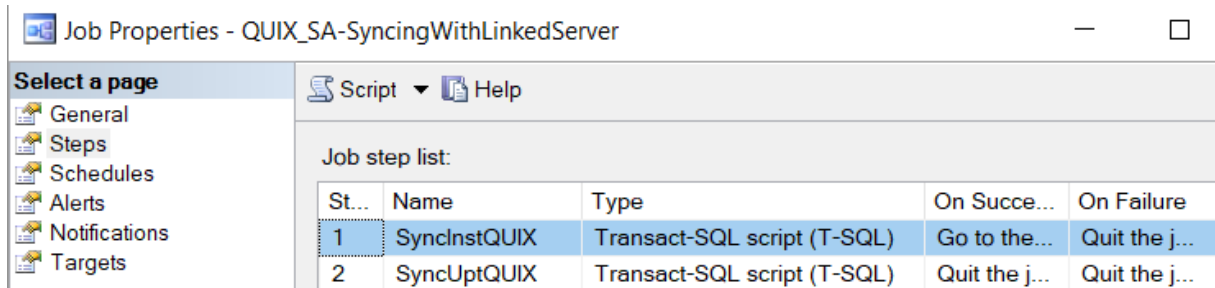 Job Properties - QUIX_SA-SyncingWithLinkedServer
Select a page
General
Steps
Schedules
Alerts
Notifications
Targets
Script Help
Job step list:
St... Name Type On Succe... On Failure
1 SyncInstQUIX Transact-SQL script (T-SQL) Go to the... Quit the j...
2 SyncUptQUIX Transact-SQL script (T-SQL) Quit the j... Quit the j...